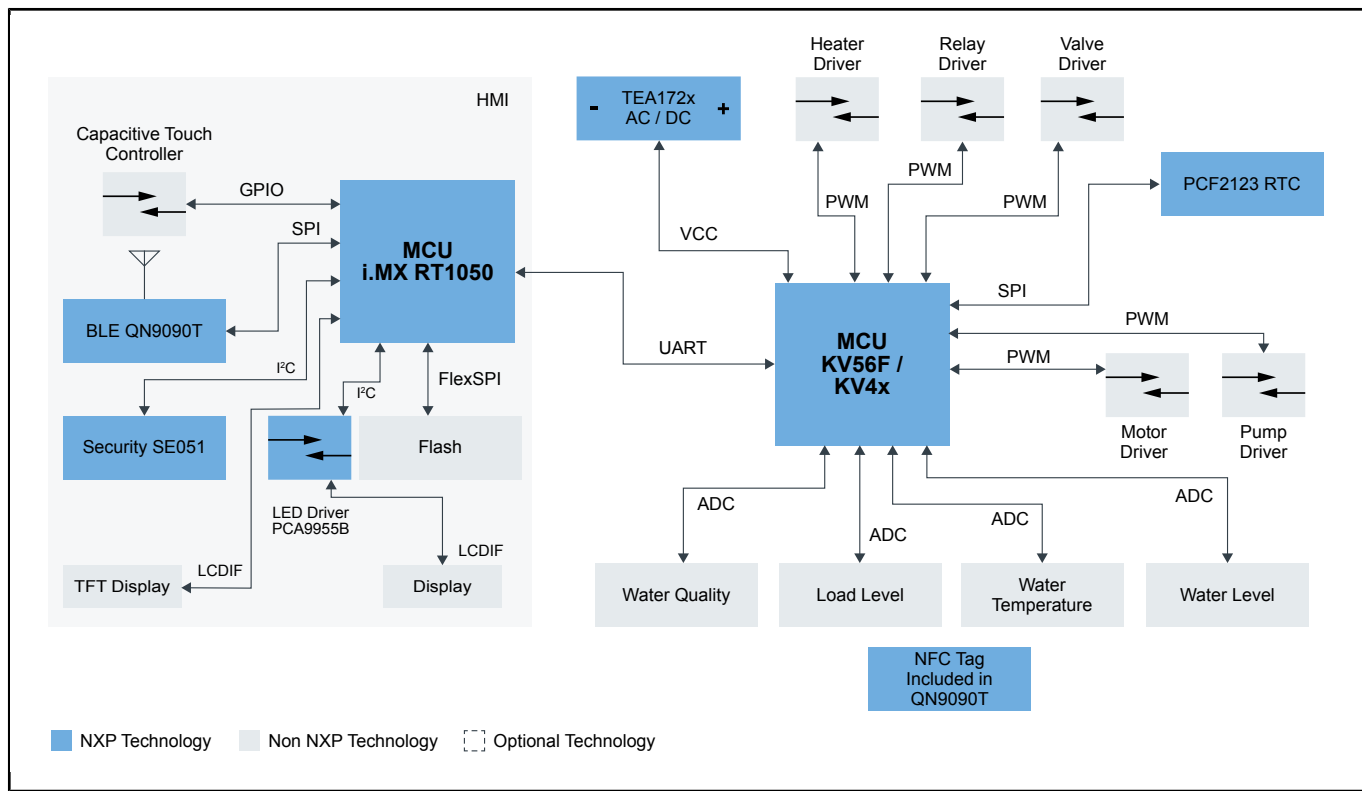 HMI
Capacitive Touch
Controller
GPIO
SPI
MCU
i.MX RT1050
BLE QN9090T
I²C
Security SE051
I²C
FlexSPI
Flash
LED Driver
PCA9955B
LCDIF
TFT Display
LCDIF
Display
UART
- TEA172x +
AC / DC
VCC
Heater
Driver
PWM
Relay
Driver
PWM
Valve
Driver
PWM
PCF2123 RTC
SPI
MCU
KV56F /
KV4x
PWM
PWM
Motor
Driver
Pump
Driver
ADC
ADC
ADC
ADC
Water Quality
Load Level
Water
Temperature
Water Level
NFC Tag
Included in
QN9090T
NXP Technology
Non NXP Technology
Optional Technology